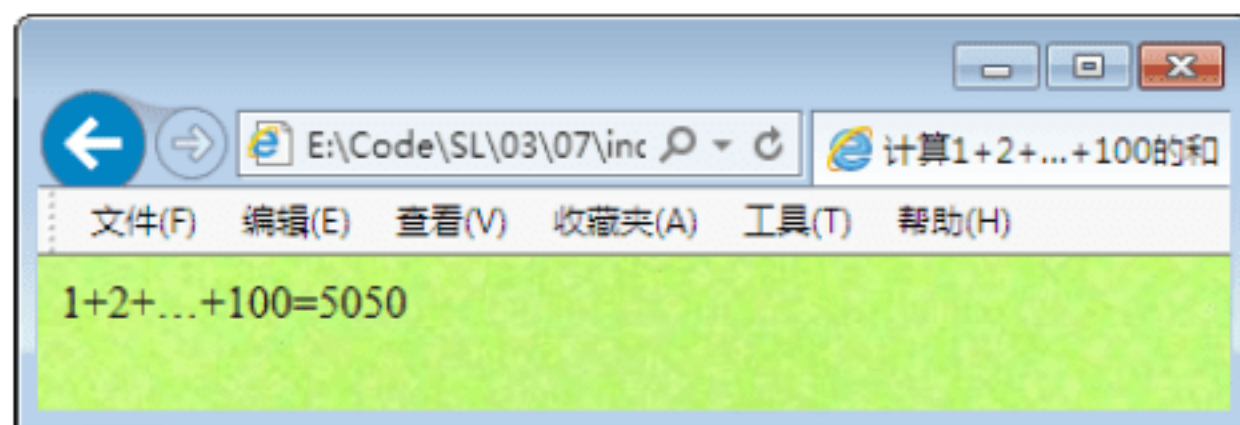 E:\Code\SL\03\07\inc
计算1+2+...+100的和
文件(F) 编辑(E) 查看(V) 收藏夹(A) 工具(T) 帮助(H)
1+2+…+100=5050